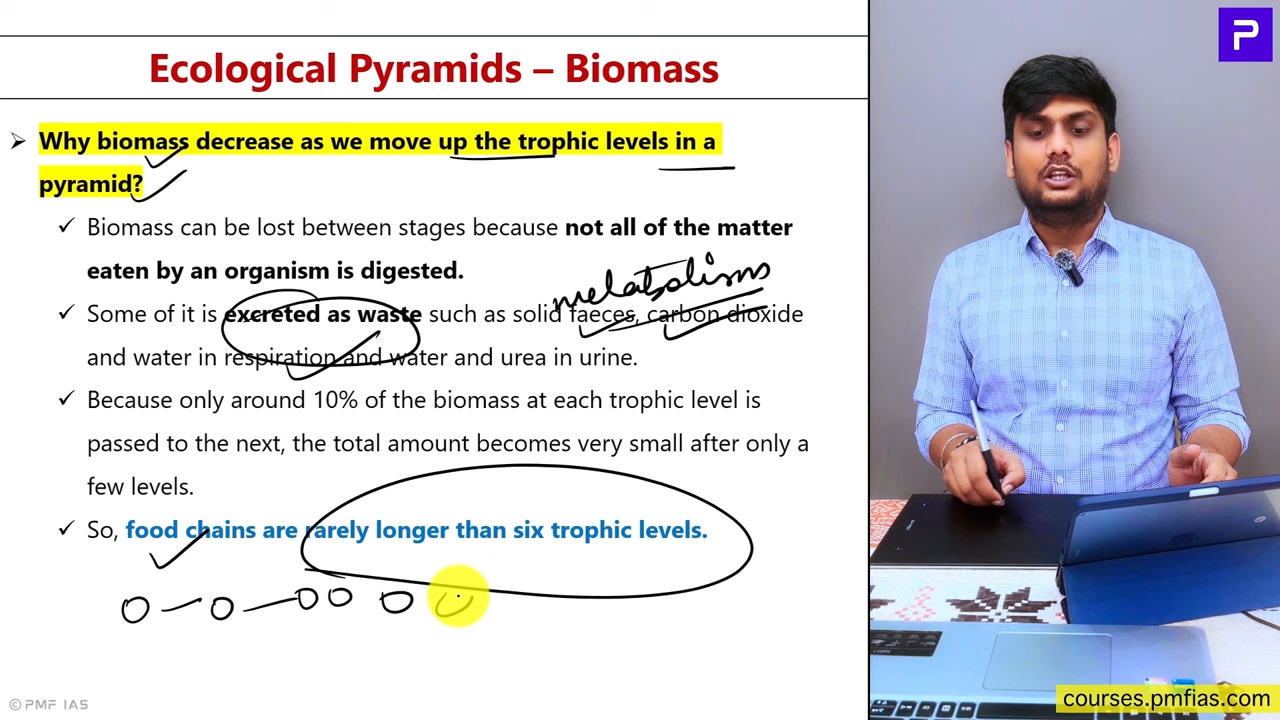 Ecological Pyramids – Biomass
➢ Why biomass decrease as we move up the trophic levels in a
pyramid?
✓ Biomass can be lost between stages because not all of the matter
eaten by an organism is digested.
metabolisms
✓ Some of it is excreted as waste such as solid faeces, carbon dioxide
and water in respiration and water and urea in urine.
✓ Because only around 10% of the biomass at each trophic level is
passed to the next, the total amount becomes very small after only a
few levels.
✓ So, food chains are rarely longer than six trophic levels.
© PMF IAS
P
courses.pmfias.com